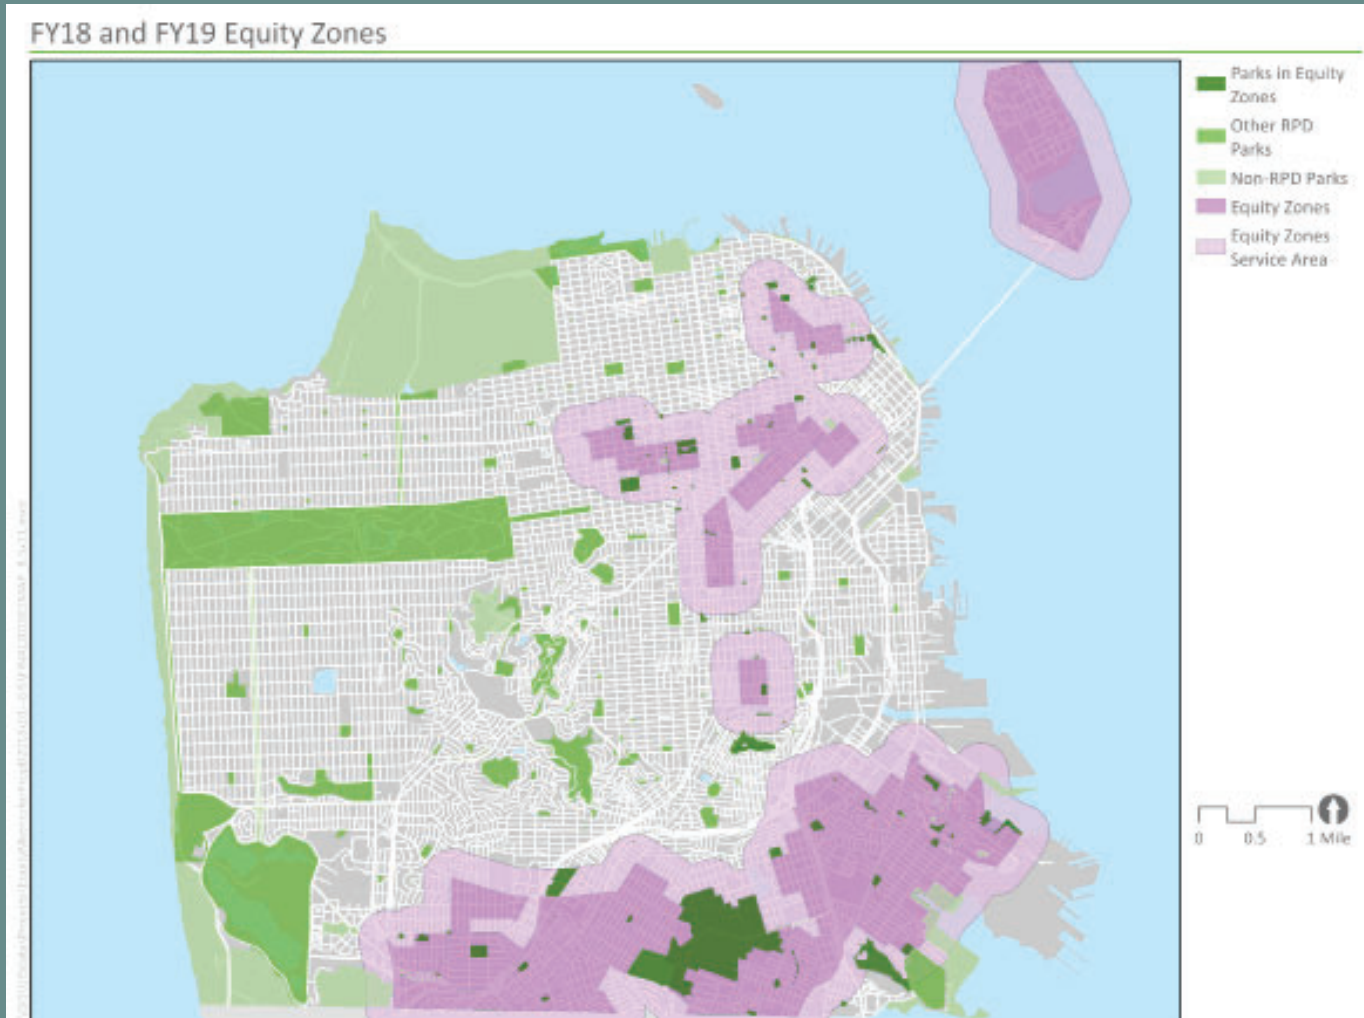 FY18 and FY19 Equity Zones
Parks in Equity
Zones
Other RPD
Parks
Non-RPD Parks
Equity Zones
Equity Zones
Service Area
0 0.5 1 Mile